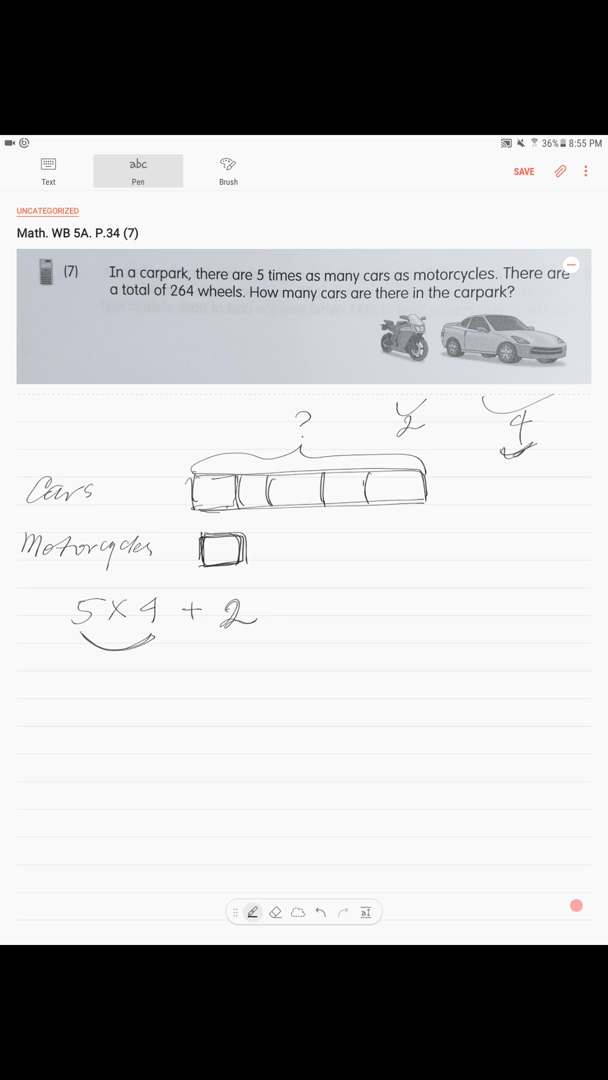 36% 8:55 PM
Text
abc
Pen
Brush
SAVE
UNCATEGORIZED
Math. WB 5A. P.34 (7)
(7) In a carpark, there are 5 times as many cars as motorcycles. There are
a total of 264 wheels. How many cars are there in the carpark?
? 2 4
Cars
Motorcycles
5 × 4 + 2
aI